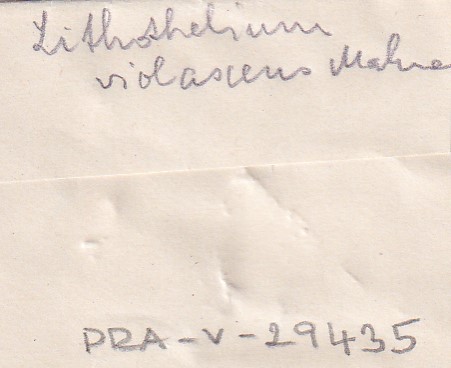 Lithothelium
violascens Malme
PRA-V-29435